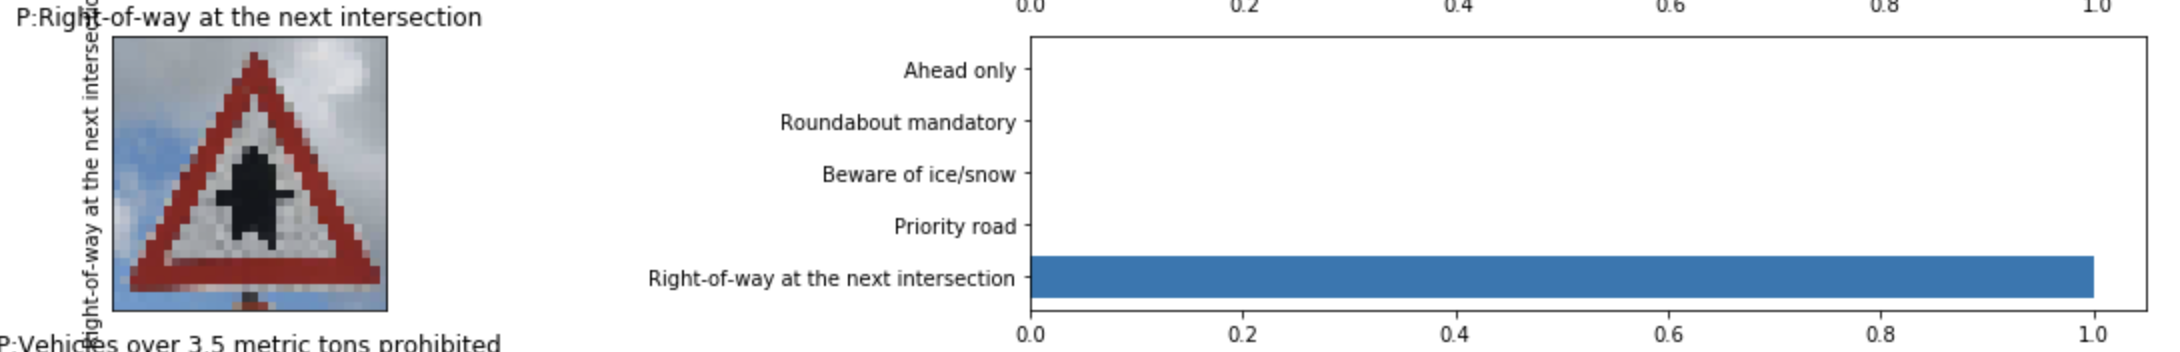 P:Right-of-way at the next intersection
Right-of-way at the next intersectio
0.0 0.2 0.4 0.6 0.8 1.0
Ahead only
Roundabout mandatory
Beware of ice/snow
Priority road
Right-of-way at the next intersection
0.0 0.2 0.4 0.6 0.8 1.0
P:Vehicles over 3.5 metric tons prohibited